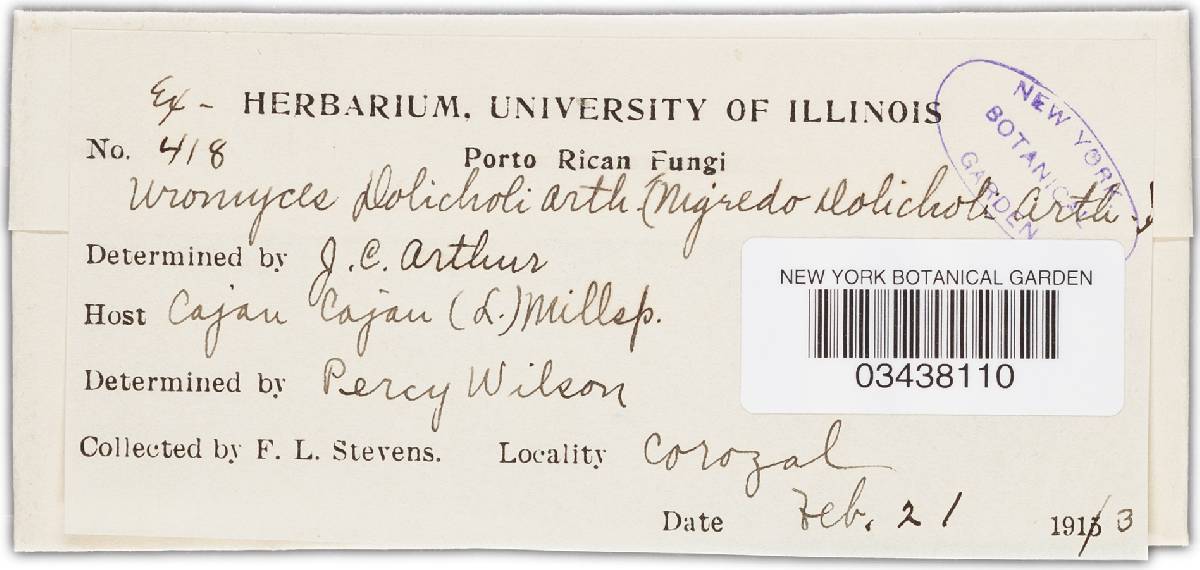 Ex - HERBARIUM, UNIVERSITY OF ILLINOIS
No. 418 Porto Rican Fungi
Uromyces Dolicholi Arth. (Nigredo Dolicholi Arth.)
Determined by J. C. Arthur
Host Cajan Cajan (L.) Millsp.
Determined by Percy Wilson
Collected by F. L. Stevens. Locality Corozal
Date Feb. 21 1915 3
NEW YORK
BOTANICAL
GARDEN
NEW YORK BOTANICAL GARDEN
03438110